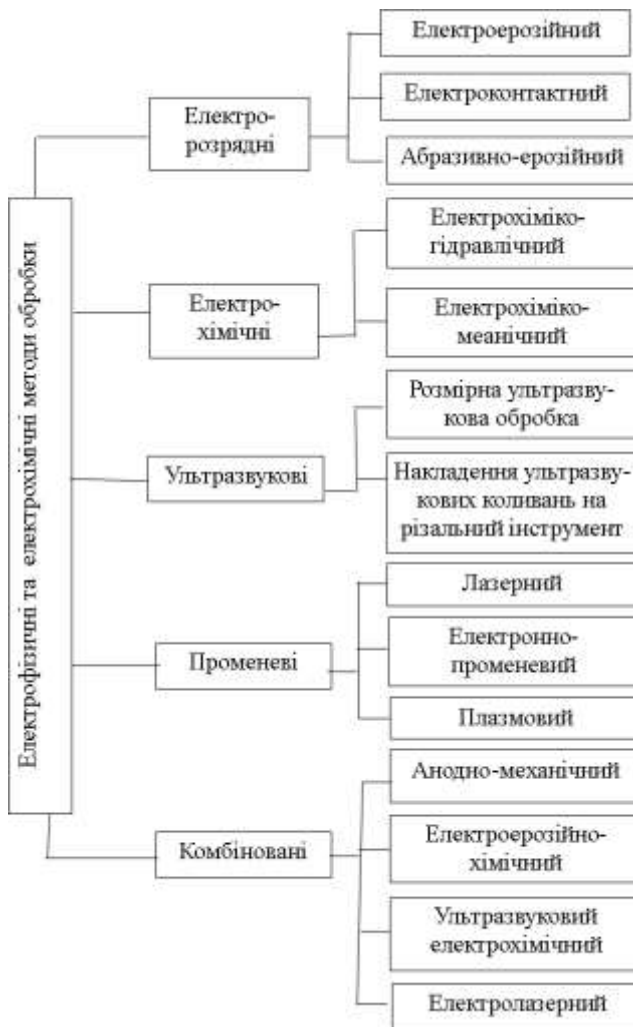 Електрофізичні та електрохімічні методи обробки
Електро-
розрядні
Електроерозійний
Електроконтактний
Абразивно-ерозійний
Електро-
хімічні
Електрохіміко-
гідравлічний
Електрохіміко-
меанічний
Ультразвукові
Розмірна ультразву-
кова обробка
Накладення ультразву-
кових коливань на
різальний інструмент
Променеві
Лазерний
Електронно-
променевий
Плазмовий
Комбіновані
Анодно-механічний
Електроерозійно-
хімічний
Ультразвуковий
електрохімічний
Електролазерний